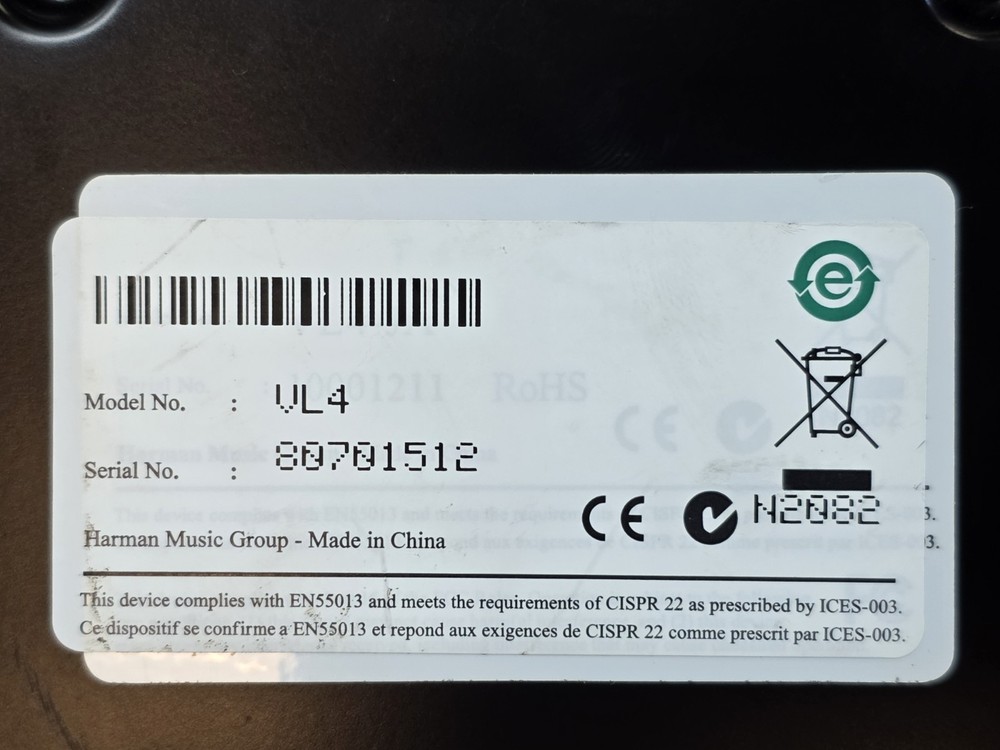 e
Model No. : VL4
Serial No. : 80701512
10001211 RoHS
CE N2082
Harman Music Group - Made in China
This device complies with EN55013 and meets the requirements of CISPR 22 as prescribed by ICES-003.
Ce dispositif se confirme a EN55013 et repond aux exigences de CISPR 22 comme prescrit par ICES-003.